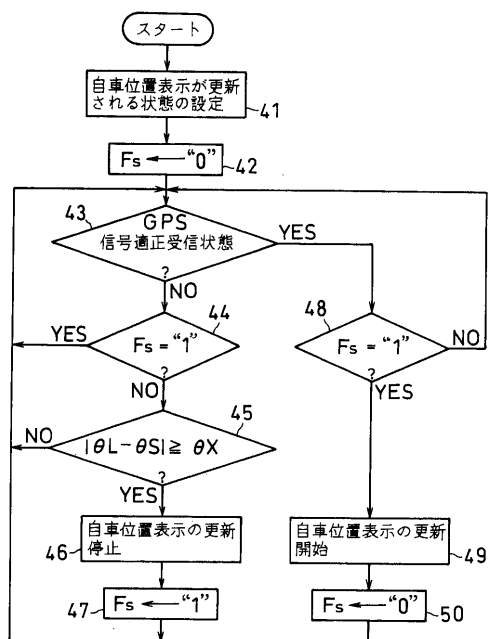 スタート
自車位置表示が更新
される状態の設定
41
Fs ← “0”
42
43
GPS
信号適正受信状態
?
YES
NO
44
Fs = “1”
?
YES
NO
48
Fs = “1”
?
NO
YES
45
|θL-θS| ≧ θX
?
NO
YES
自車位置表示の更新
停止
46
自車位置表示の更新
開始
49
47
Fs ← “1”
Fs ← “0”
50